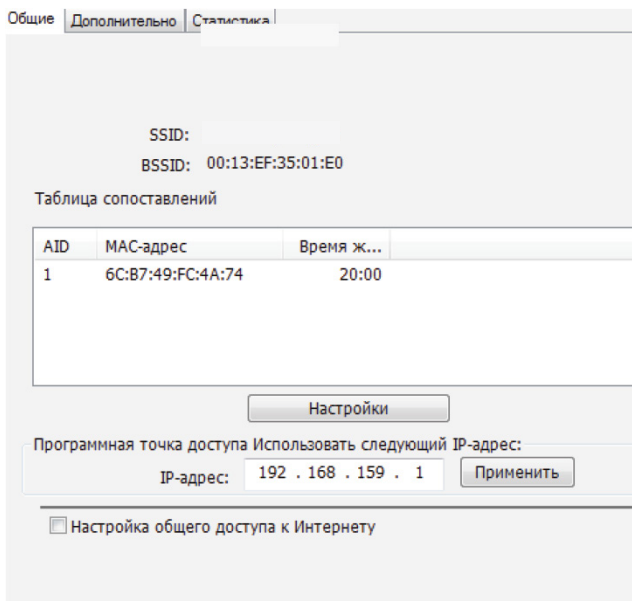 Общие Дополнительно Статистика
SSID:
BSSID: 00:13:EF:35:01:E0
Таблица сопоставлений
AID MAC-адрес Время ж...
1 6C:B7:49:FC:4A:74 20:00
Настройки
Программная точка доступа Использовать следующий IP-адрес:
IP-адрес: 192 . 168 . 159 . 1 Применить
Настройка общего доступа к Интернету